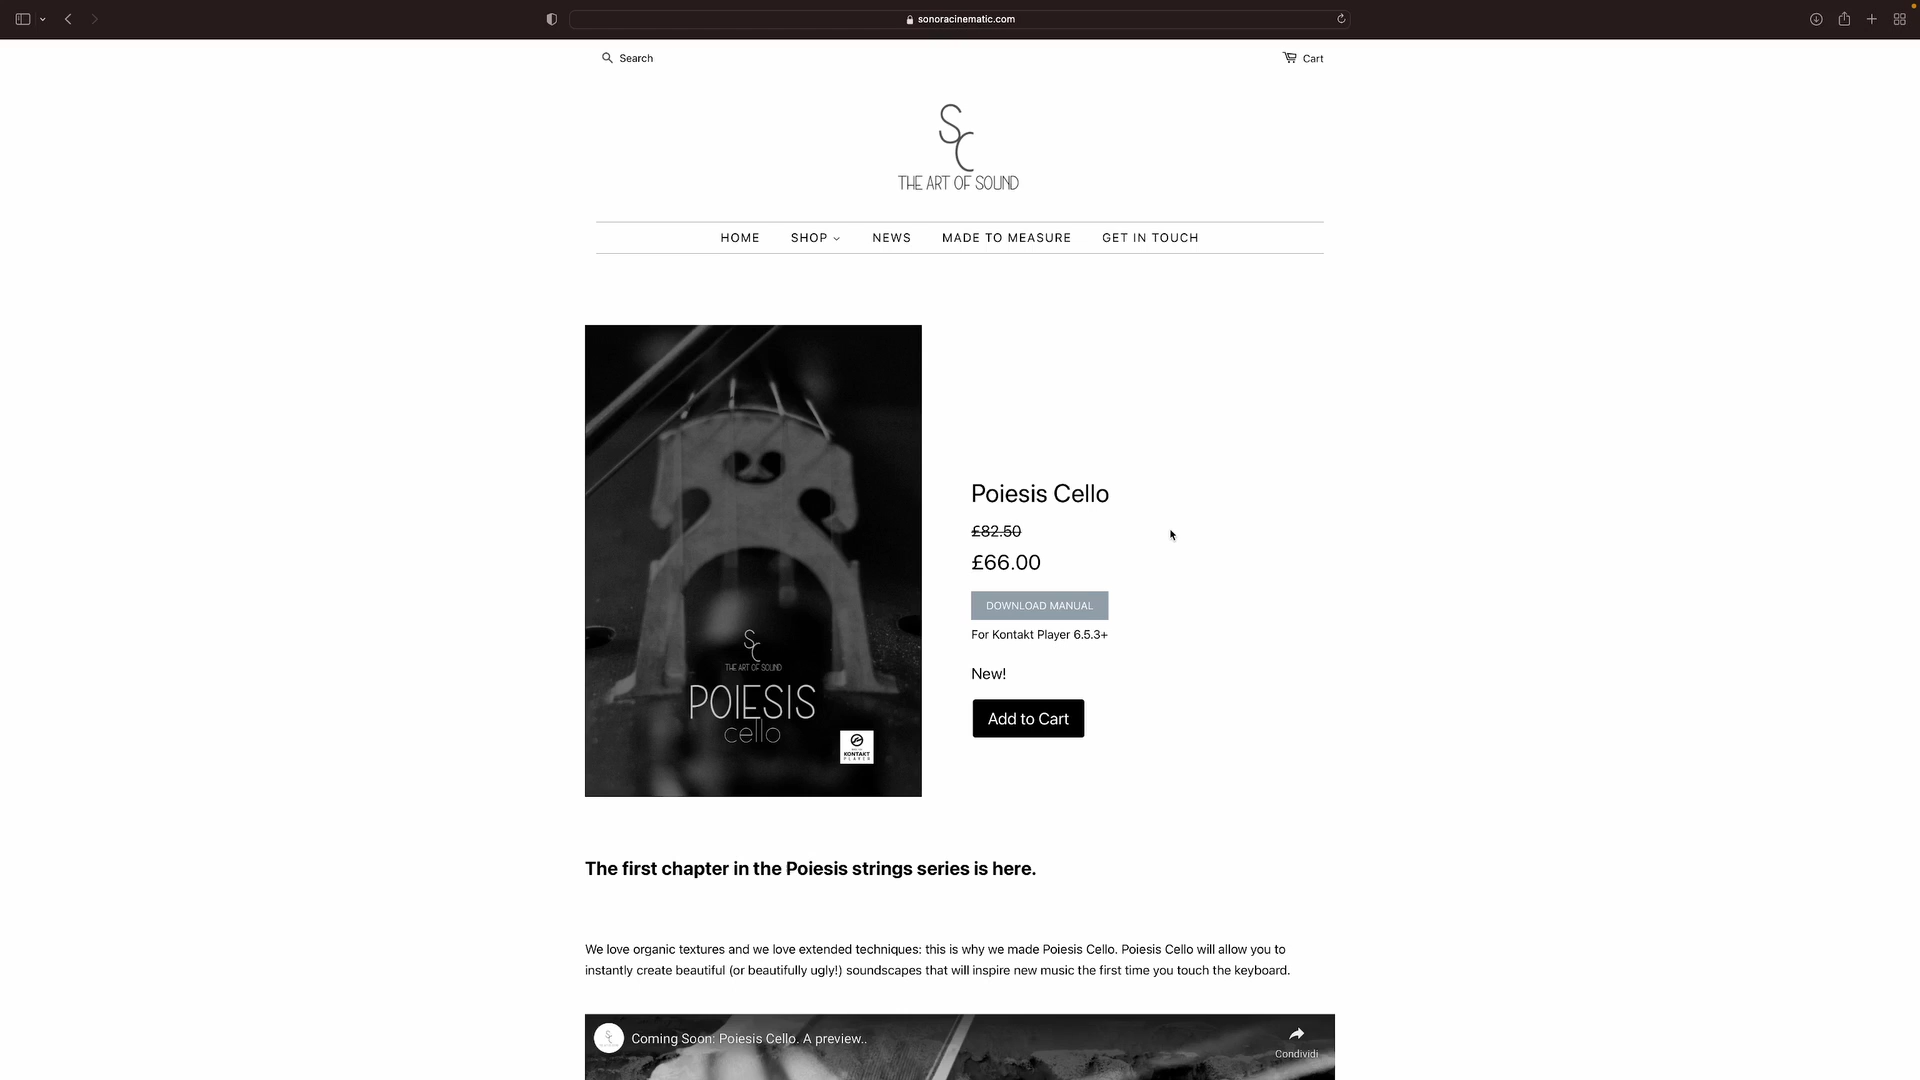 sonoracinematic.com
Search
Cart
SC
THE ART OF SOUND
HOME SHOP NEWS MADE TO MEASURE GET IN TOUCH
SC
THE ART OF SOUND
POIESIS
cello
KONTAKT
PLAYER
Poiesis Cello
£82.50
£66.00
DOWNLOAD MANUAL
For Kontakt Player 6.5.3+
New!
Add to Cart
The first chapter in the Poiesis strings series is here.
We love organic textures and we love extended techniques: this is why we made Poiesis Cello. Poiesis Cello will allow you to
instantly create beautiful (or beautifully ugly!) soundscapes that will inspire new music the first time you touch the keyboard.
Coming Soon: Poiesis Cello. A preview..
Condividi